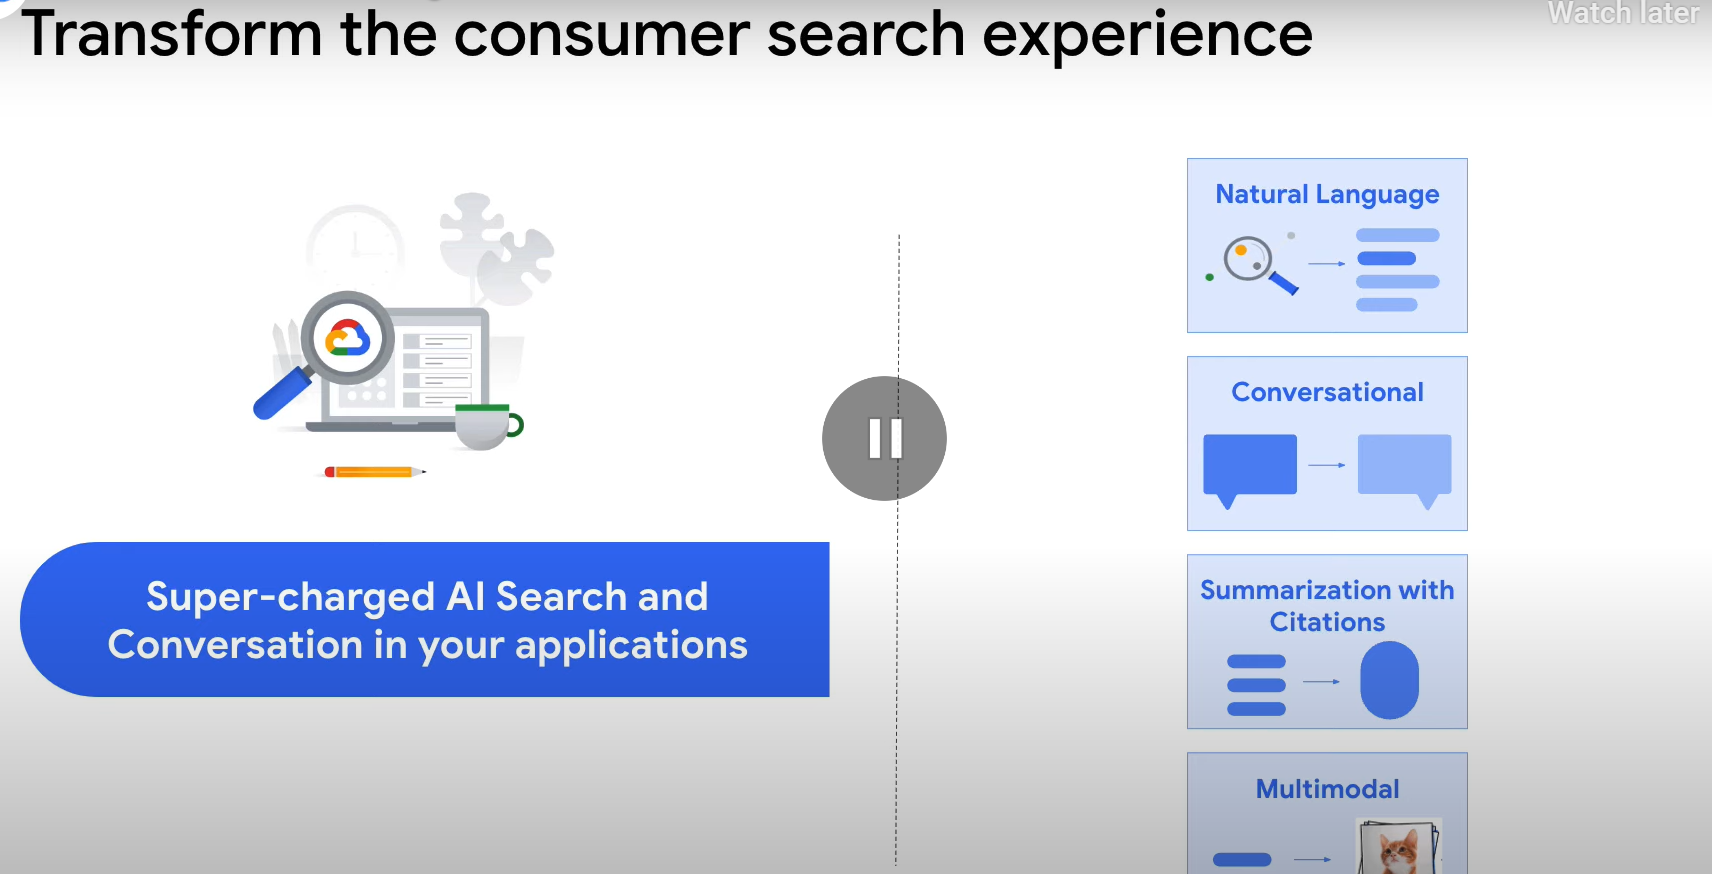 Transform the consumer search experience
Watch later
Super-charged AI Search and
Conversation in your applications
Natural Language
Conversational
Summarization with
Citations
Multimodal